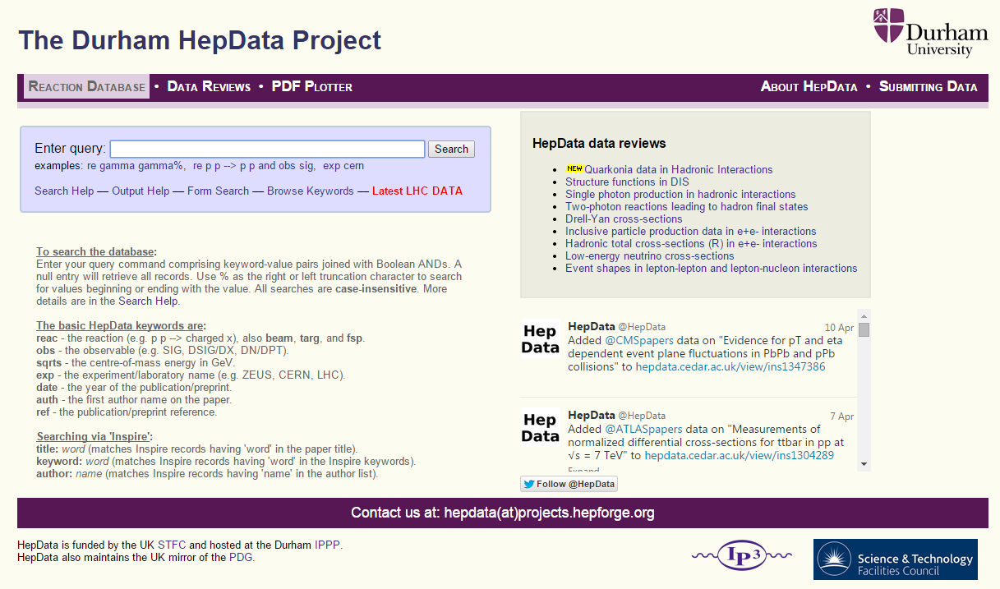 The Durham HepData Project
Durham
University
Reaction Database • Data Reviews • PDF Plotter
About HepData • Submitting Data
Enter query: Search
examples: re gamma gamma%, re p p --> p p and obs sig, exp cern
Search Help — Output Help — Form Search — Browse Keywords — Latest LHC DATA
To search the database:
Enter your query command comprising keyword-value pairs joined with Boolean ANDs. A
null entry will retrieve all records. Use % as the right or left truncation character to search
for values beginning or ending with the value. All searches are case-insensitive. More
details are in the Search Help.
The basic HepData keywords are:
reac - the reaction (e.g. p p --> charged x), also beam, targ, and fsp.
obs - the observable (e.g. SIG, DSIG/DX, DN/DPT).
sqrts - the centre-of-mass energy in GeV.
exp - the experiment/laboratory name (e.g. ZEUS, CERN, LHC).
date - the year of the publication/preprint.
auth - the first author name on the paper.
ref - the publication/preprint reference.
Searching via 'Inspire':
title: word (matches Inspire records having 'word' in the paper title).
keyword: word (matches Inspire records having 'word' in the Inspire keywords).
author: name (matches Inspire records having 'name' in the author list).
HepData data reviews
• NEW Quarkonia data in Hadronic Interactions
• Structure functions in DIS
• Single photon production in hadronic interactions
• Two-photon reactions leading to hadron final states
• Drell-Yan cross-sections
• Inclusive particle production data in e+e- interactions
• Hadronic total cross-sections (R) in e+e- interactions
• Low-energy neutrino cross-sections
• Event shapes in lepton-lepton and lepton-nucleon interactions
Hep
Data
HepData @HepData 10 Apr
Added @CMSpapers data on "Evidence for pT and eta
dependent event plane fluctuations in PbPb and pPb
collisions" to hepdata.cedar.ac.uk/view/ins1347386
Hep
Data
HepData @HepData 7 Apr
Added @ATLASpapers data on "Measurements of
normalized differential cross-sections for ttbar in pp at
√s = 7 TeV" to hepdata.cedar.ac.uk/view/ins1304289
Expand
Follow @HepData
Contact us at: hepdata(at)projects.hepforge.org
HepData is funded by the UK STFC and hosted at the Durham IPPP.
HepData also maintains the UK mirror of the PDG.
IP3
Science & Technology
Facilities Council